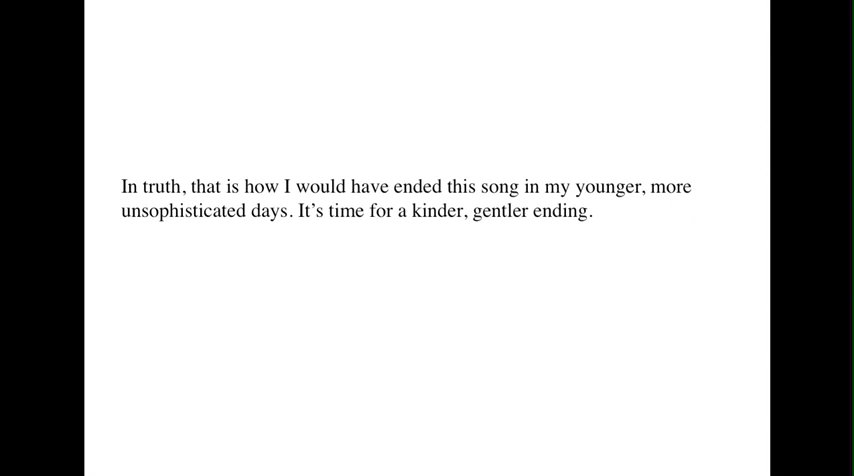 In truth, that is how I would have ended this song in my younger, more
unsophisticated days. It’s time for a kinder, gentler ending.